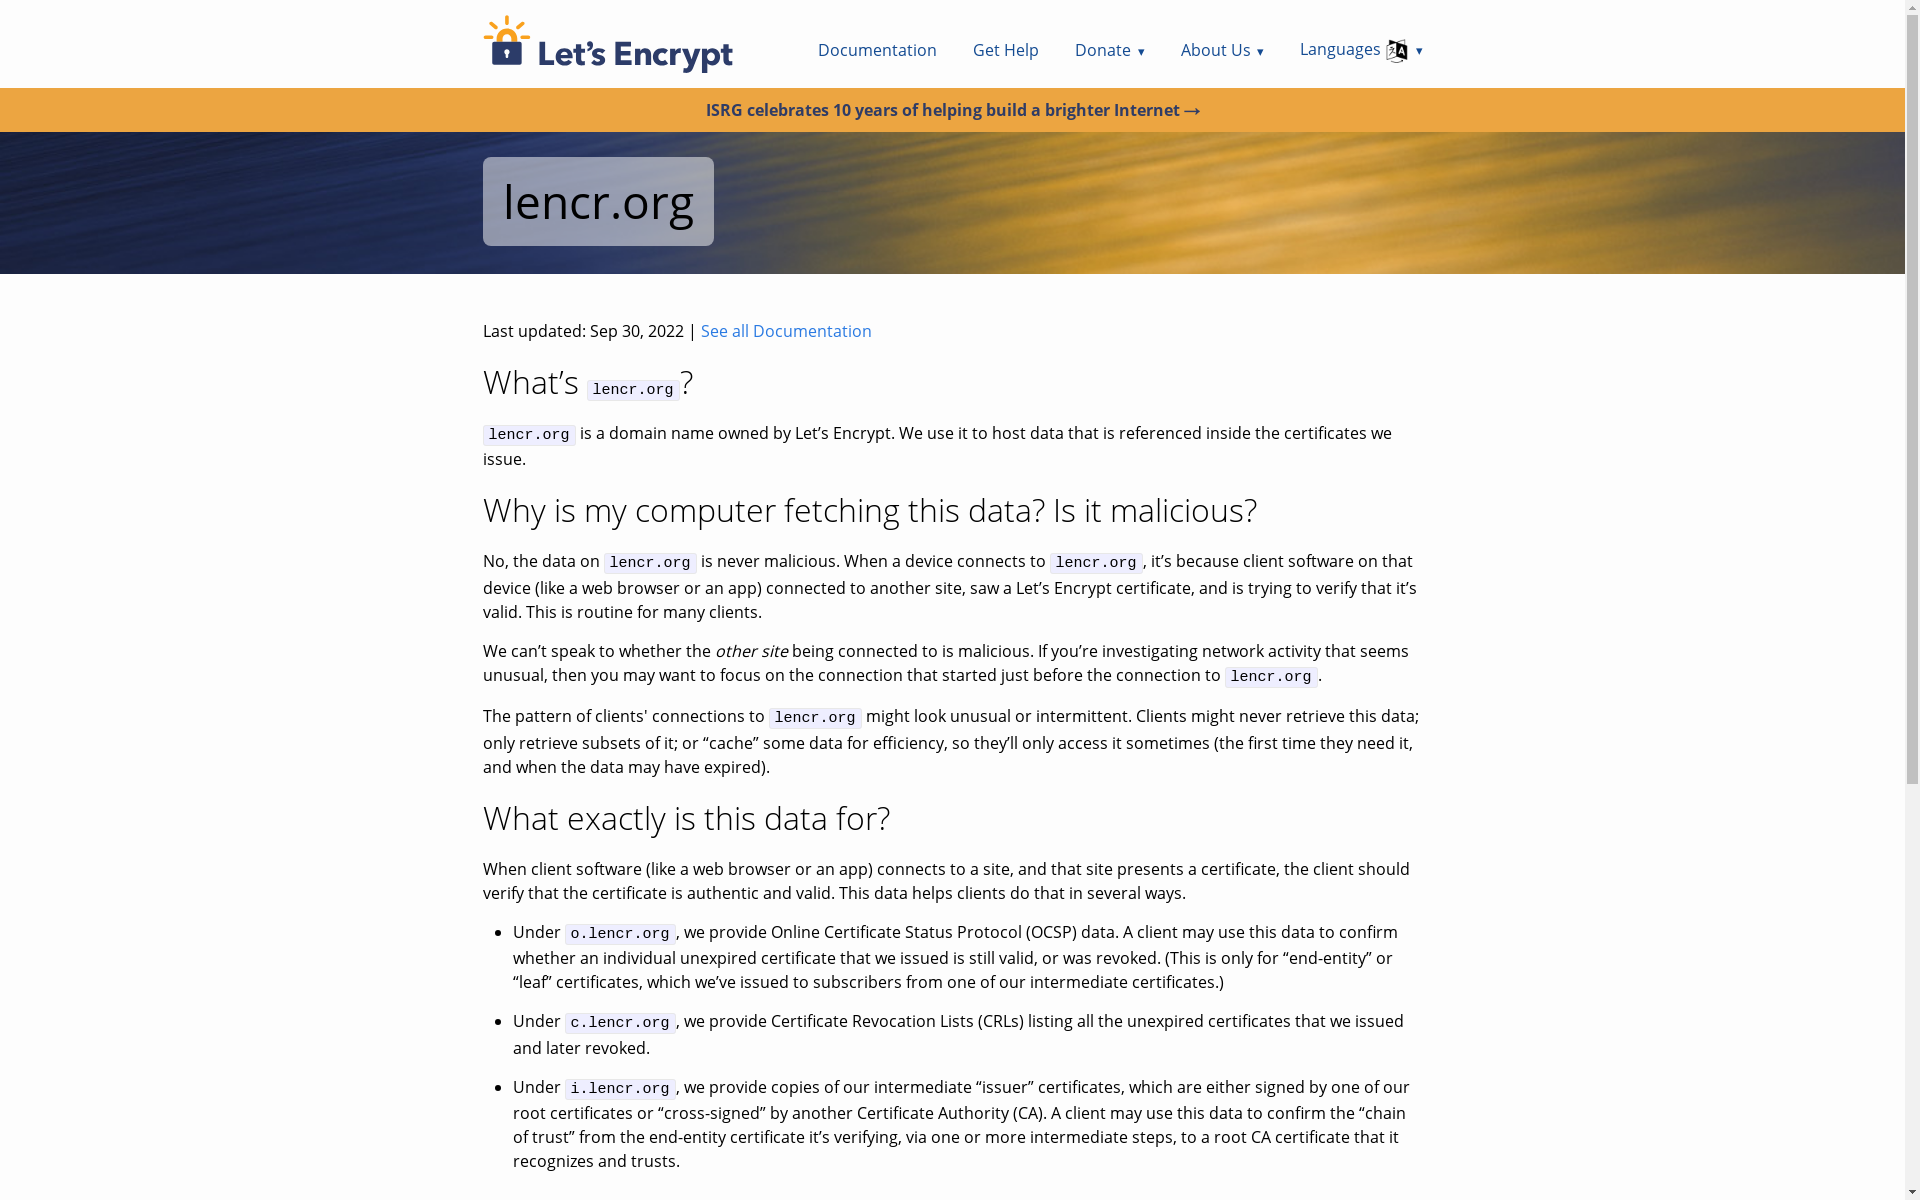 Let's Encrypt
Documentation Get Help Donate ▼ About Us ▼ Languages ▼
ISRG celebrates 10 years of helping build a brighter Internet →
lencr.org
Last updated: Sep 30, 2022 | See all Documentation
What’s lencr.org?
lencr.org is a domain name owned by Let’s Encrypt. We use it to host data that is referenced inside the certificates we
issue.
Why is my computer fetching this data? Is it malicious?
No, the data on lencr.org is never malicious. When a device connects to lencr.org, it’s because client software on that
device (like a web browser or an app) connected to another site, saw a Let’s Encrypt certificate, and is trying to verify that it’s
valid. This is routine for many clients.
We can’t speak to whether the other site being connected to is malicious. If you’re investigating network activity that seems
unusual, then you may want to focus on the connection that started just before the connection to lencr.org.
The pattern of clients' connections to lencr.org might look unusual or intermittent. Clients might never retrieve this data;
only retrieve subsets of it; or “cache” some data for efficiency, so they’ll only access it sometimes (the first time they need it,
and when the data may have expired).
What exactly is this data for?
When client software (like a web browser or an app) connects to a site, and that site presents a certificate, the client should
verify that the certificate is authentic and valid. This data helps clients do that in several ways.
• Under o.lencr.org, we provide Online Certificate Status Protocol (OCSP) data. A client may use this data to confirm
whether an individual unexpired certificate that we issued is still valid, or was revoked. (This is only for “end-entity” or
“leaf” certificates, which we’ve issued to subscribers from one of our intermediate certificates.)
• Under c.lencr.org, we provide Certificate Revocation Lists (CRLs) listing all the unexpired certificates that we issued
and later revoked.
• Under i.lencr.org, we provide copies of our intermediate “issuer” certificates, which are either signed by one of our
root certificates or “cross-signed” by another Certificate Authority (CA). A client may use this data to confirm the “chain
of trust” from the end-entity certificate it’s verifying, via one or more intermediate steps, to a root CA certificate that it
recognizes and trusts.